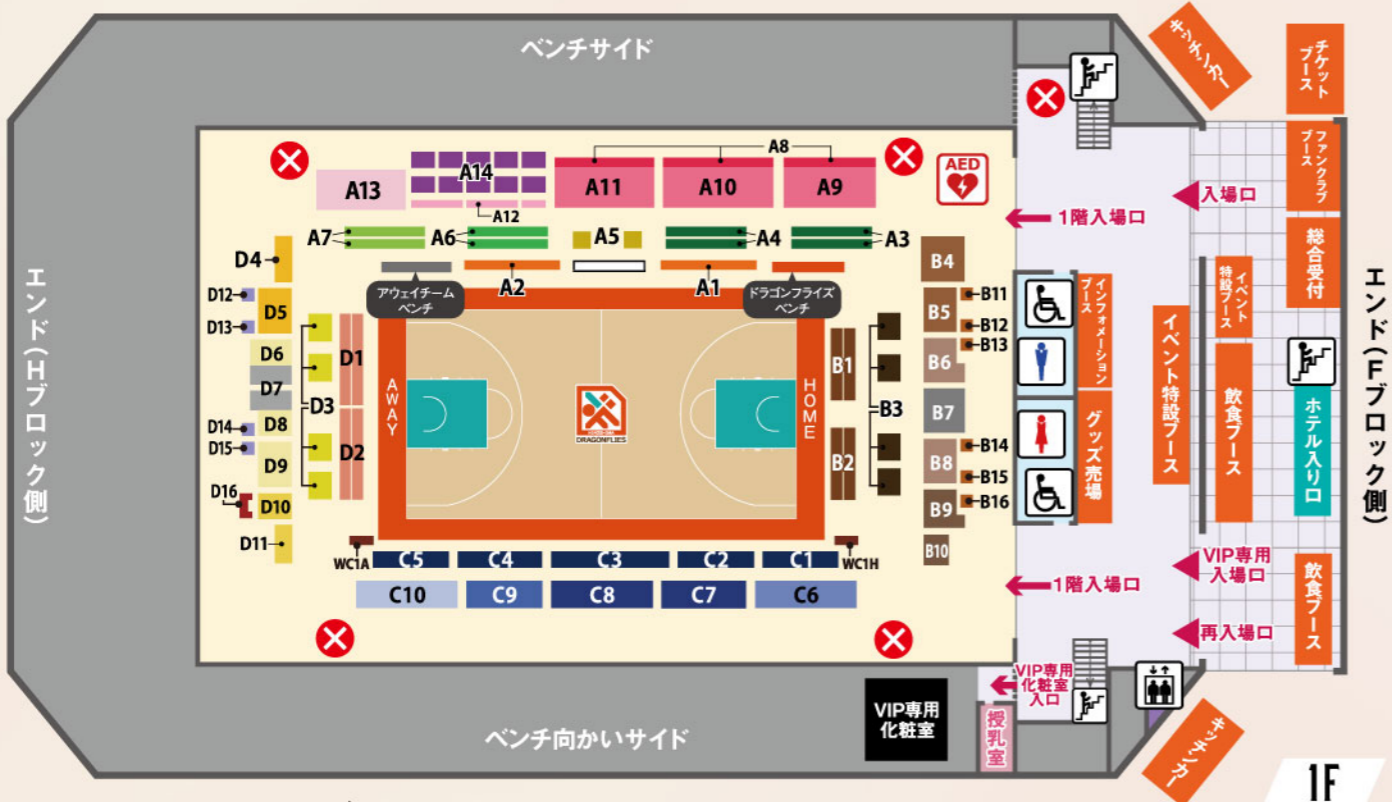 ベンチサイド
キッチンカー
チケット
ブース
ファンクラブ
ブース
総合受付
エンド(Fブロック側)
エンド(Hブロック側)
AED
入場口
1階入場口
A8
A14
A13
A11
A10
A9
A12
A7
A6
A5
A4
A3
A2
A1
アウェイチーム
ベンチ
ドラゴンフライズ
ベンチ
D4
D12
D5
D13
D6
D7
D3
D1
D14
D8
D15
D9
D2
D16
D10
D11
AWAY
DRAGONFLIES
HOME
B1
B2
B3
B4
B5
B11
B12
B13
B6
B7
B8
B14
B15
B9
B16
B10
インフォメーション
ブース
グッズ売場
イベント特設ブース
イベント
特設ブース
飲食ブース
ホテル入り口
WC1A
C5
C4
C3
C2
C1
WC1H
C10
C9
C8
C7
C6
1階入場口
VIP専用
入場口
再入場口
飲食ブース
VIP専用
化粧室
入口
VIP専用
化粧室
授乳室
ベンチ向かいサイド
キッチンカー
1F